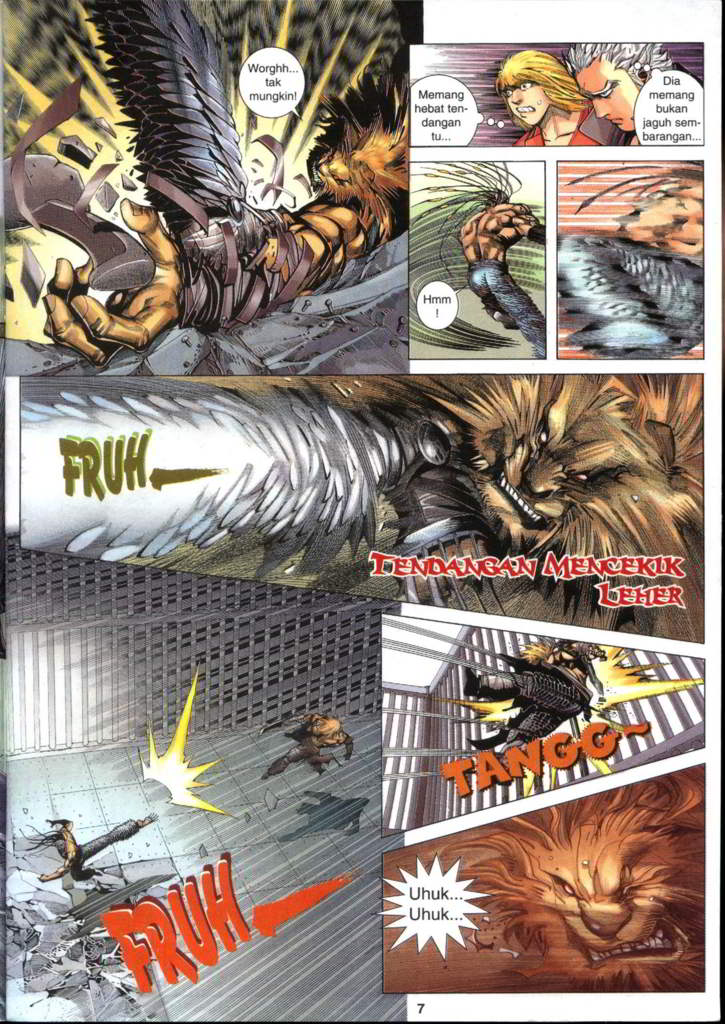 Worghh...
tak
mungkin!
Memang
hebat ten-
dangan
tu...
Dia
memang
bukan
jaguh sem-
barangan...
Hmm
!
FRUH
TENDANGAN MENCEKIK
LEHER
FRUH
TANGG~
Uhuk...
Uhuk...
7